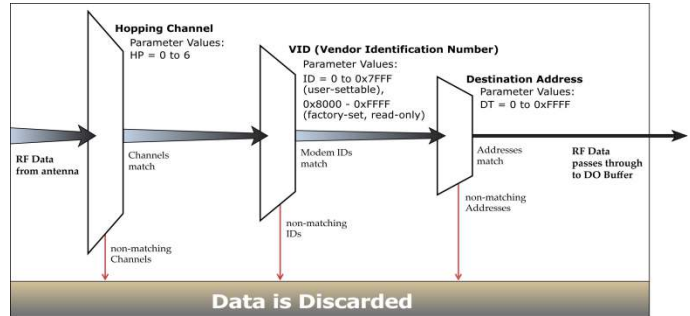 Hopping Channel
Parameter Values:
HP = 0 to 6
VID (Vendor Identification Number)
Parameter Values:
ID = 0 to 0x7FFF
(user-settable),
0x8000 - 0xFFFF
(factory-set, read-only)
Destination Address
Parameter Values:
DT = 0 to 0xFFFF
RF Data
from antenna
Channels
match
Modem IDs
match
Addresses
match
RF Data
passes through
to DO Buffer
non-matching
Channels
non-matching
IDs
non-matching
Addresses
Data is Discarded